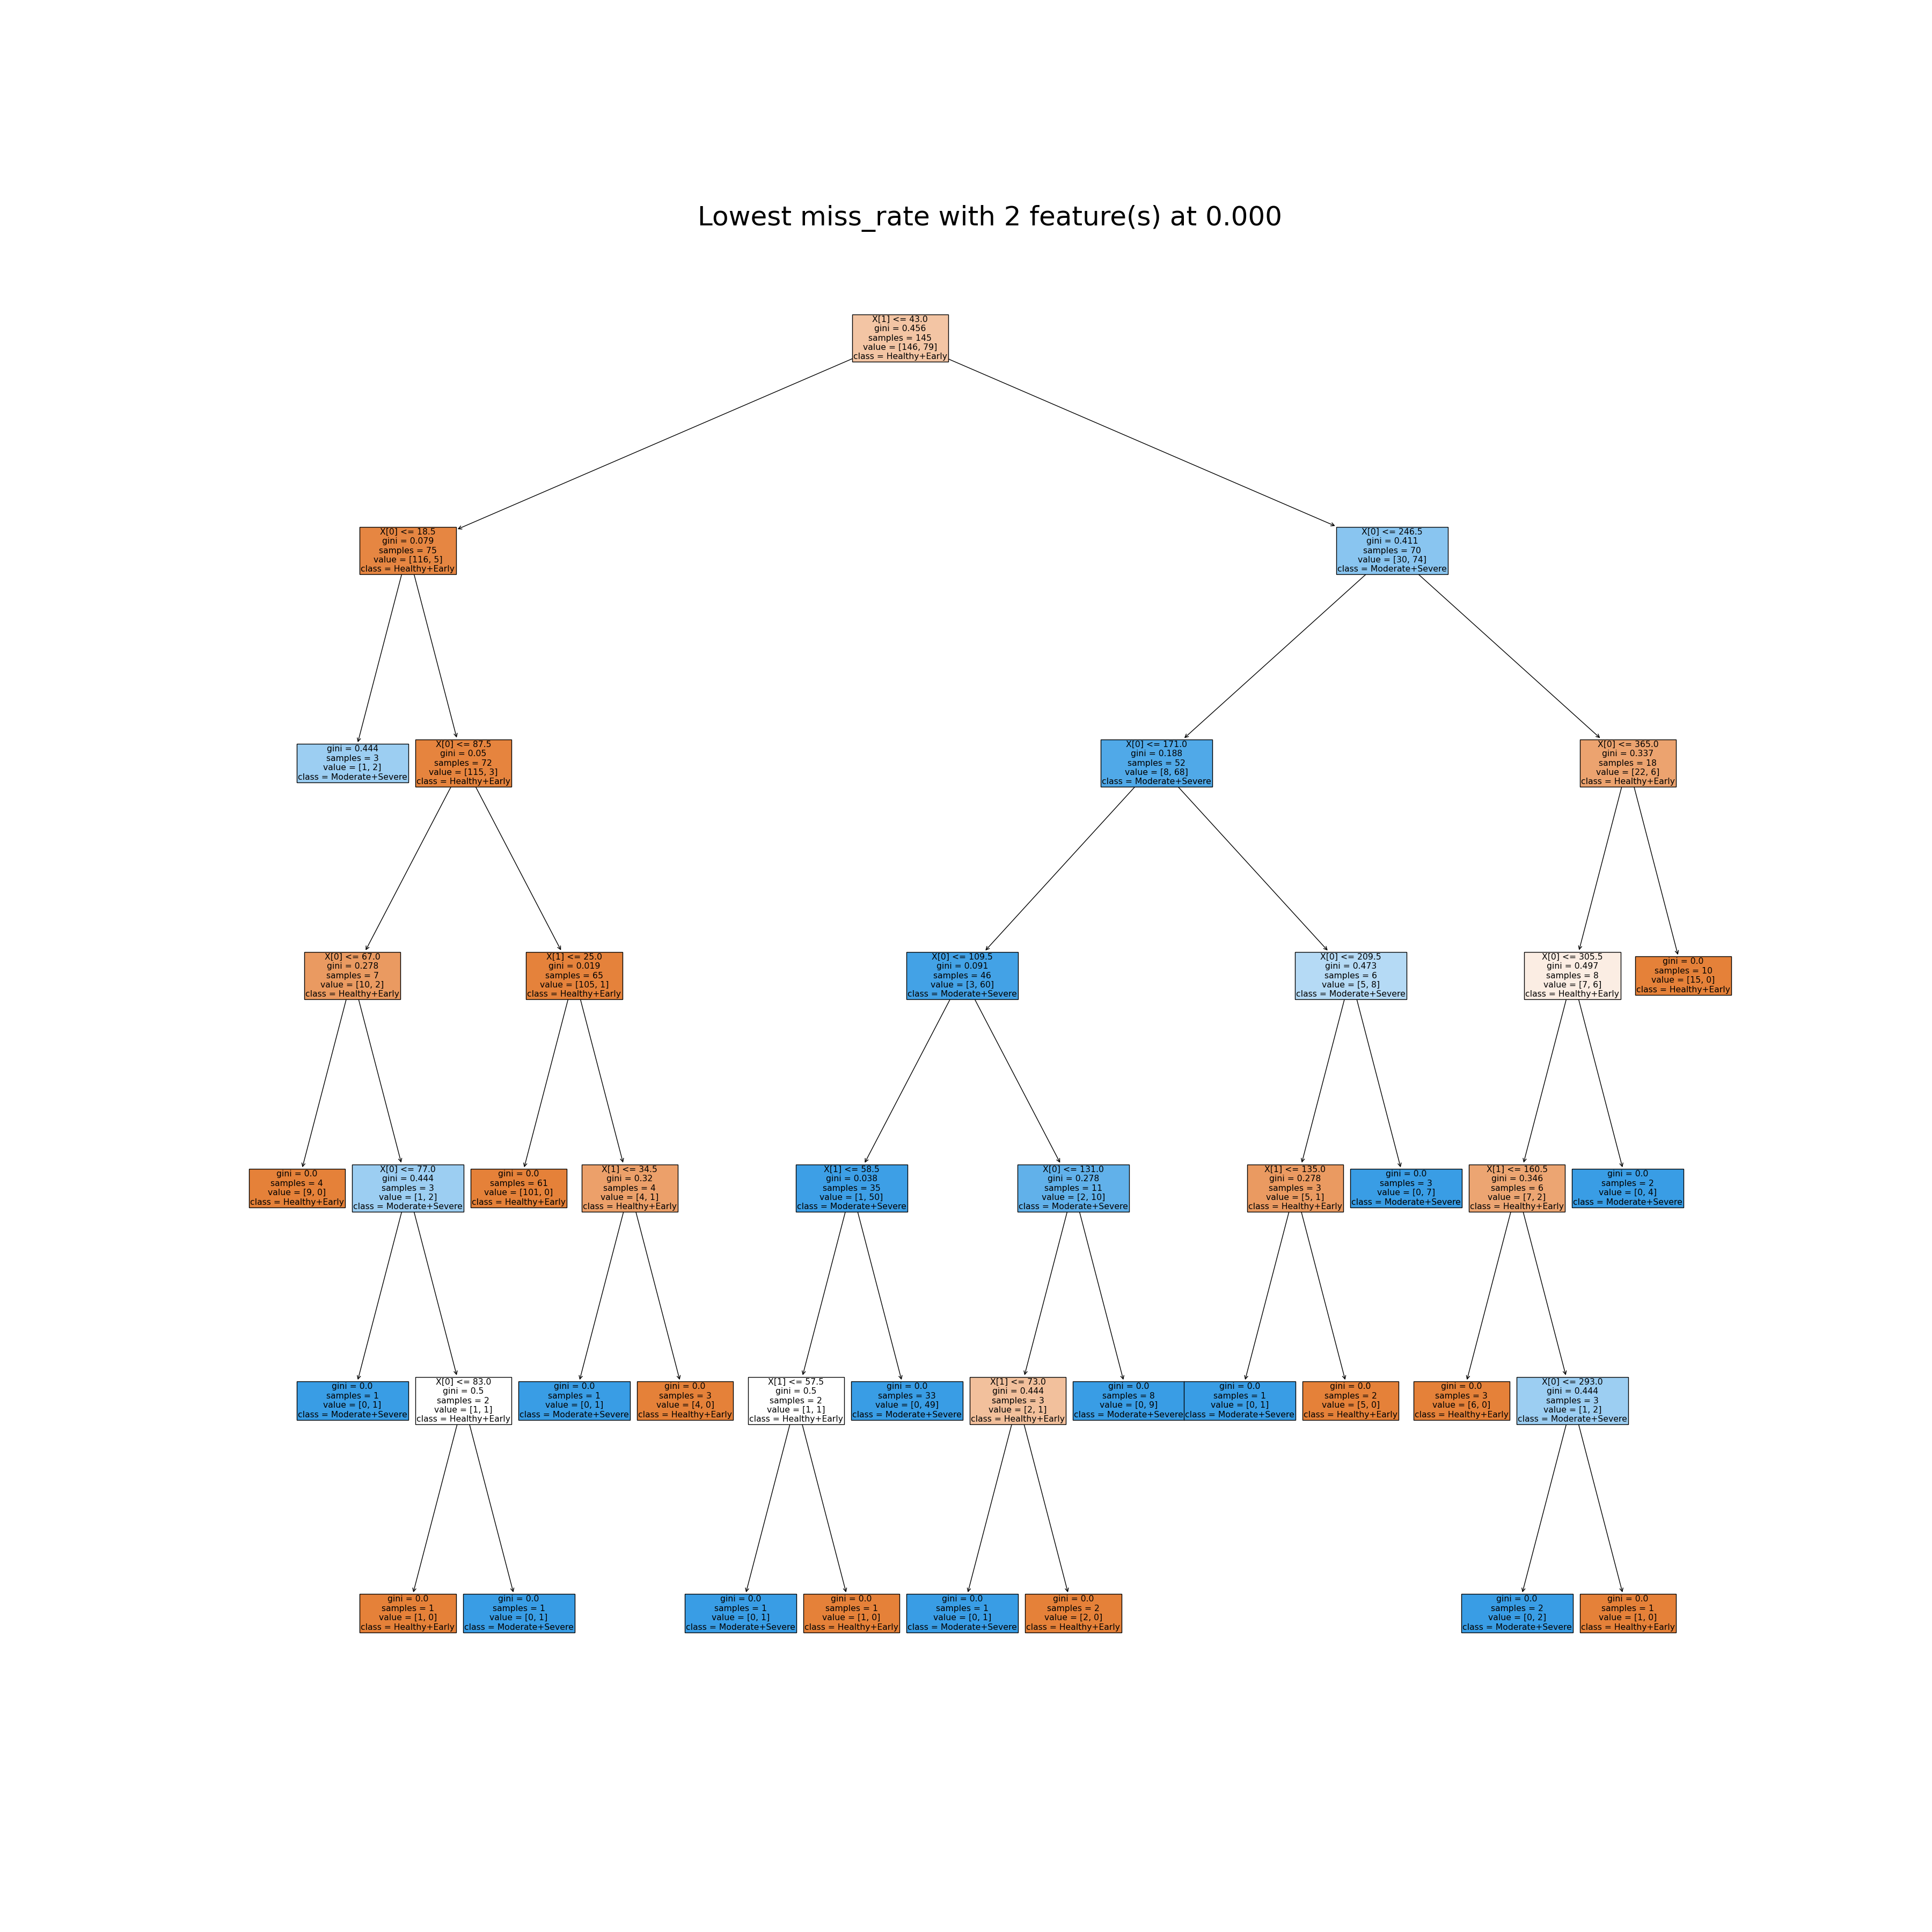 Lowest miss_rate with 2 feature(s) at 0.000
X[1] <= 43.0
gini = 0.456
samples = 145
value = [146, 79]
class = Healthy+Early
X[0] <= 18.5
gini = 0.079
samples = 75
value = [116, 5]
class = Healthy+Early
X[0] <= 246.5
gini = 0.411
samples = 70
value = [30, 74]
class = Moderate+Severe
gini = 0.444
samples = 3
value = [1, 2]
class = Moderate+Severe
X[0] <= 87.5
gini = 0.05
samples = 72
value = [115, 3]
class = Healthy+Early
X[0] <= 171.0
gini = 0.188
samples = 52
value = [8, 68]
class = Moderate+Severe
X[0] <= 365.0
gini = 0.337
samples = 18
value = [22, 6]
class = Healthy+Early
X[0] <= 67.0
gini = 0.278
samples = 7
value = [10, 2]
class = Healthy+Early
X[1] <= 25.0
gini = 0.019
samples = 65
value = [105, 1]
class = Healthy+Early
X[0] <= 109.5
gini = 0.091
samples = 46
value = [3, 60]
class = Moderate+Severe
X[0] <= 209.5
gini = 0.473
samples = 6
value = [5, 8]
class = Moderate+Severe
X[0] <= 305.5
gini = 0.497
samples = 8
value = [7, 6]
class = Healthy+Early
gini = 0.0
samples = 10
value = [15, 0]
class = Healthy+Early
gini = 0.0
samples = 4
value = [9, 0]
class = Healthy+Early
X[0] <= 77.0
gini = 0.444
samples = 3
value = [1, 2]
class = Moderate+Severe
gini = 0.0
samples = 61
value = [101, 0]
class = Healthy+Early
X[1] <= 34.5
gini = 0.32
samples = 4
value = [4, 1]
class = Healthy+Early
X[1] <= 58.5
gini = 0.038
samples = 35
value = [1, 50]
class = Moderate+Severe
X[0] <= 131.0
gini = 0.278
samples = 11
value = [2, 10]
class = Moderate+Severe
X[1] <= 135.0
gini = 0.278
samples = 3
value = [5, 1]
class = Healthy+Early
gini = 0.0
samples = 3
value = [0, 7]
class = Moderate+Severe
X[1] <= 160.5
gini = 0.346
samples = 6
value = [7, 2]
class = Healthy+Early
gini = 0.0
samples = 2
value = [0, 4]
class = Moderate+Severe
gini = 0.0
samples = 1
value = [0, 1]
class = Moderate+Severe
X[0] <= 83.0
gini = 0.5
samples = 2
value = [1, 1]
class = Healthy+Early
gini = 0.0
samples = 1
value = [0, 1]
class = Moderate+Severe
gini = 0.0
samples = 3
value = [4, 0]
class = Healthy+Early
X[1] <= 57.5
gini = 0.5
samples = 2
value = [1, 1]
class = Healthy+Early
gini = 0.0
samples = 33
value = [0, 49]
class = Moderate+Severe
X[1] <= 73.0
gini = 0.444
samples = 3
value = [2, 1]
class = Healthy+Early
gini = 0.0
samples = 8
value = [0, 9]
class = Moderate+Severe
gini = 0.0
samples = 1
value = [0, 1]
class = Moderate+Severe
gini = 0.0
samples = 2
value = [5, 0]
class = Healthy+Early
gini = 0.0
samples = 3
value = [6, 0]
class = Healthy+Early
X[0] <= 293.0
gini = 0.444
samples = 3
value = [1, 2]
class = Moderate+Severe
gini = 0.0
samples = 1
value = [1, 0]
class = Healthy+Early
gini = 0.0
samples = 1
value = [0, 1]
class = Moderate+Severe
gini = 0.0
samples = 1
value = [0, 1]
class = Moderate+Severe
gini = 0.0
samples = 1
value = [1, 0]
class = Healthy+Early
gini = 0.0
samples = 1
value = [0, 1]
class = Moderate+Severe
gini = 0.0
samples = 2
value = [2, 0]
class = Healthy+Early
gini = 0.0
samples = 2
value = [0, 2]
class = Moderate+Severe
gini = 0.0
samples = 1
value = [1, 0]
class = Healthy+Early